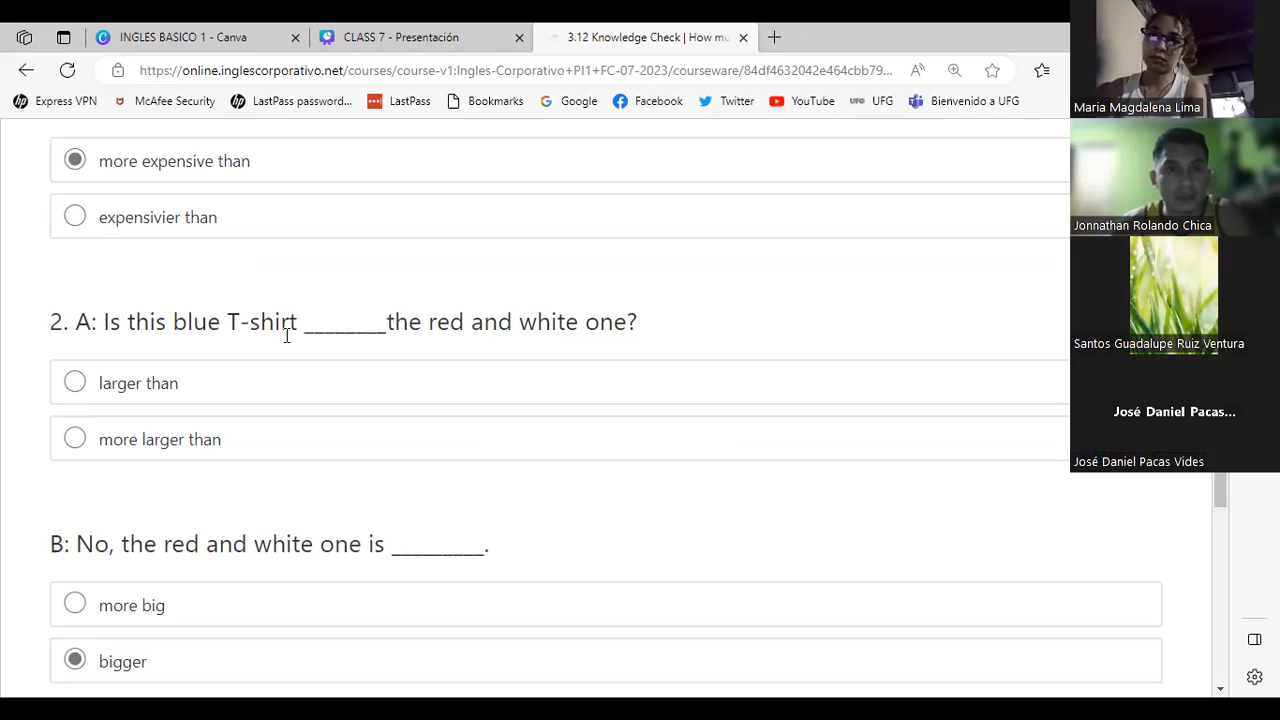 INGLES BASICO 1 - Canva
CLASS 7 - Presentación
3.12 Knowledge Check | How mu
https://online.inglescorporativo.net/courses/course-v1:Ingles-Corporativo+PI1+FC-07-2023/courseware/84df4632042e464cbb79...
Express VPN
McAfee Security
LastPass password...
LastPass
Bookmarks
Google
Facebook
Twitter
YouTube
UFG
UFG
Bienvenido a UFG
more expensive than
expensivier than
2. A: Is this blue T-shirt ________the red and white one?
larger than
more larger than
B: No, the red and white one is _________.
more big
bigger
Maria Magdalena Lima
Jonnathan Rolando Chica
Santos Guadalupe Ruiz Ventura
José Daniel Pacas...
José Daniel Pacas Vides